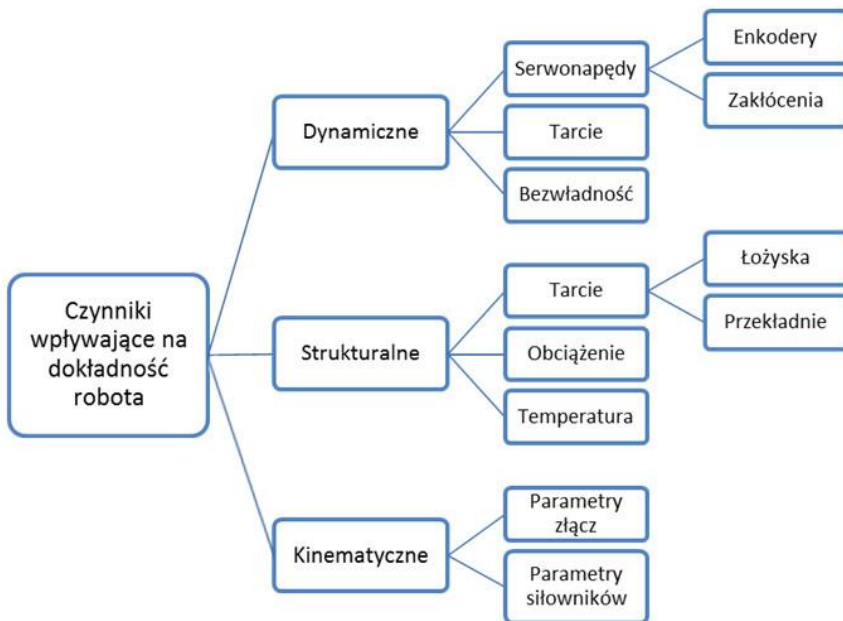 Czynniki
wpływające na
dokładność
robota
Dynamiczne
Serwonapędy
Enkodery
Zakłócenia
Tarcie
Bezwładność
Strukturalne
Tarcie
Łożyska
Przekładnie
Obciążenie
Temperatura
Kinematyczne
Parametry
złącz
Parametry
siłowników